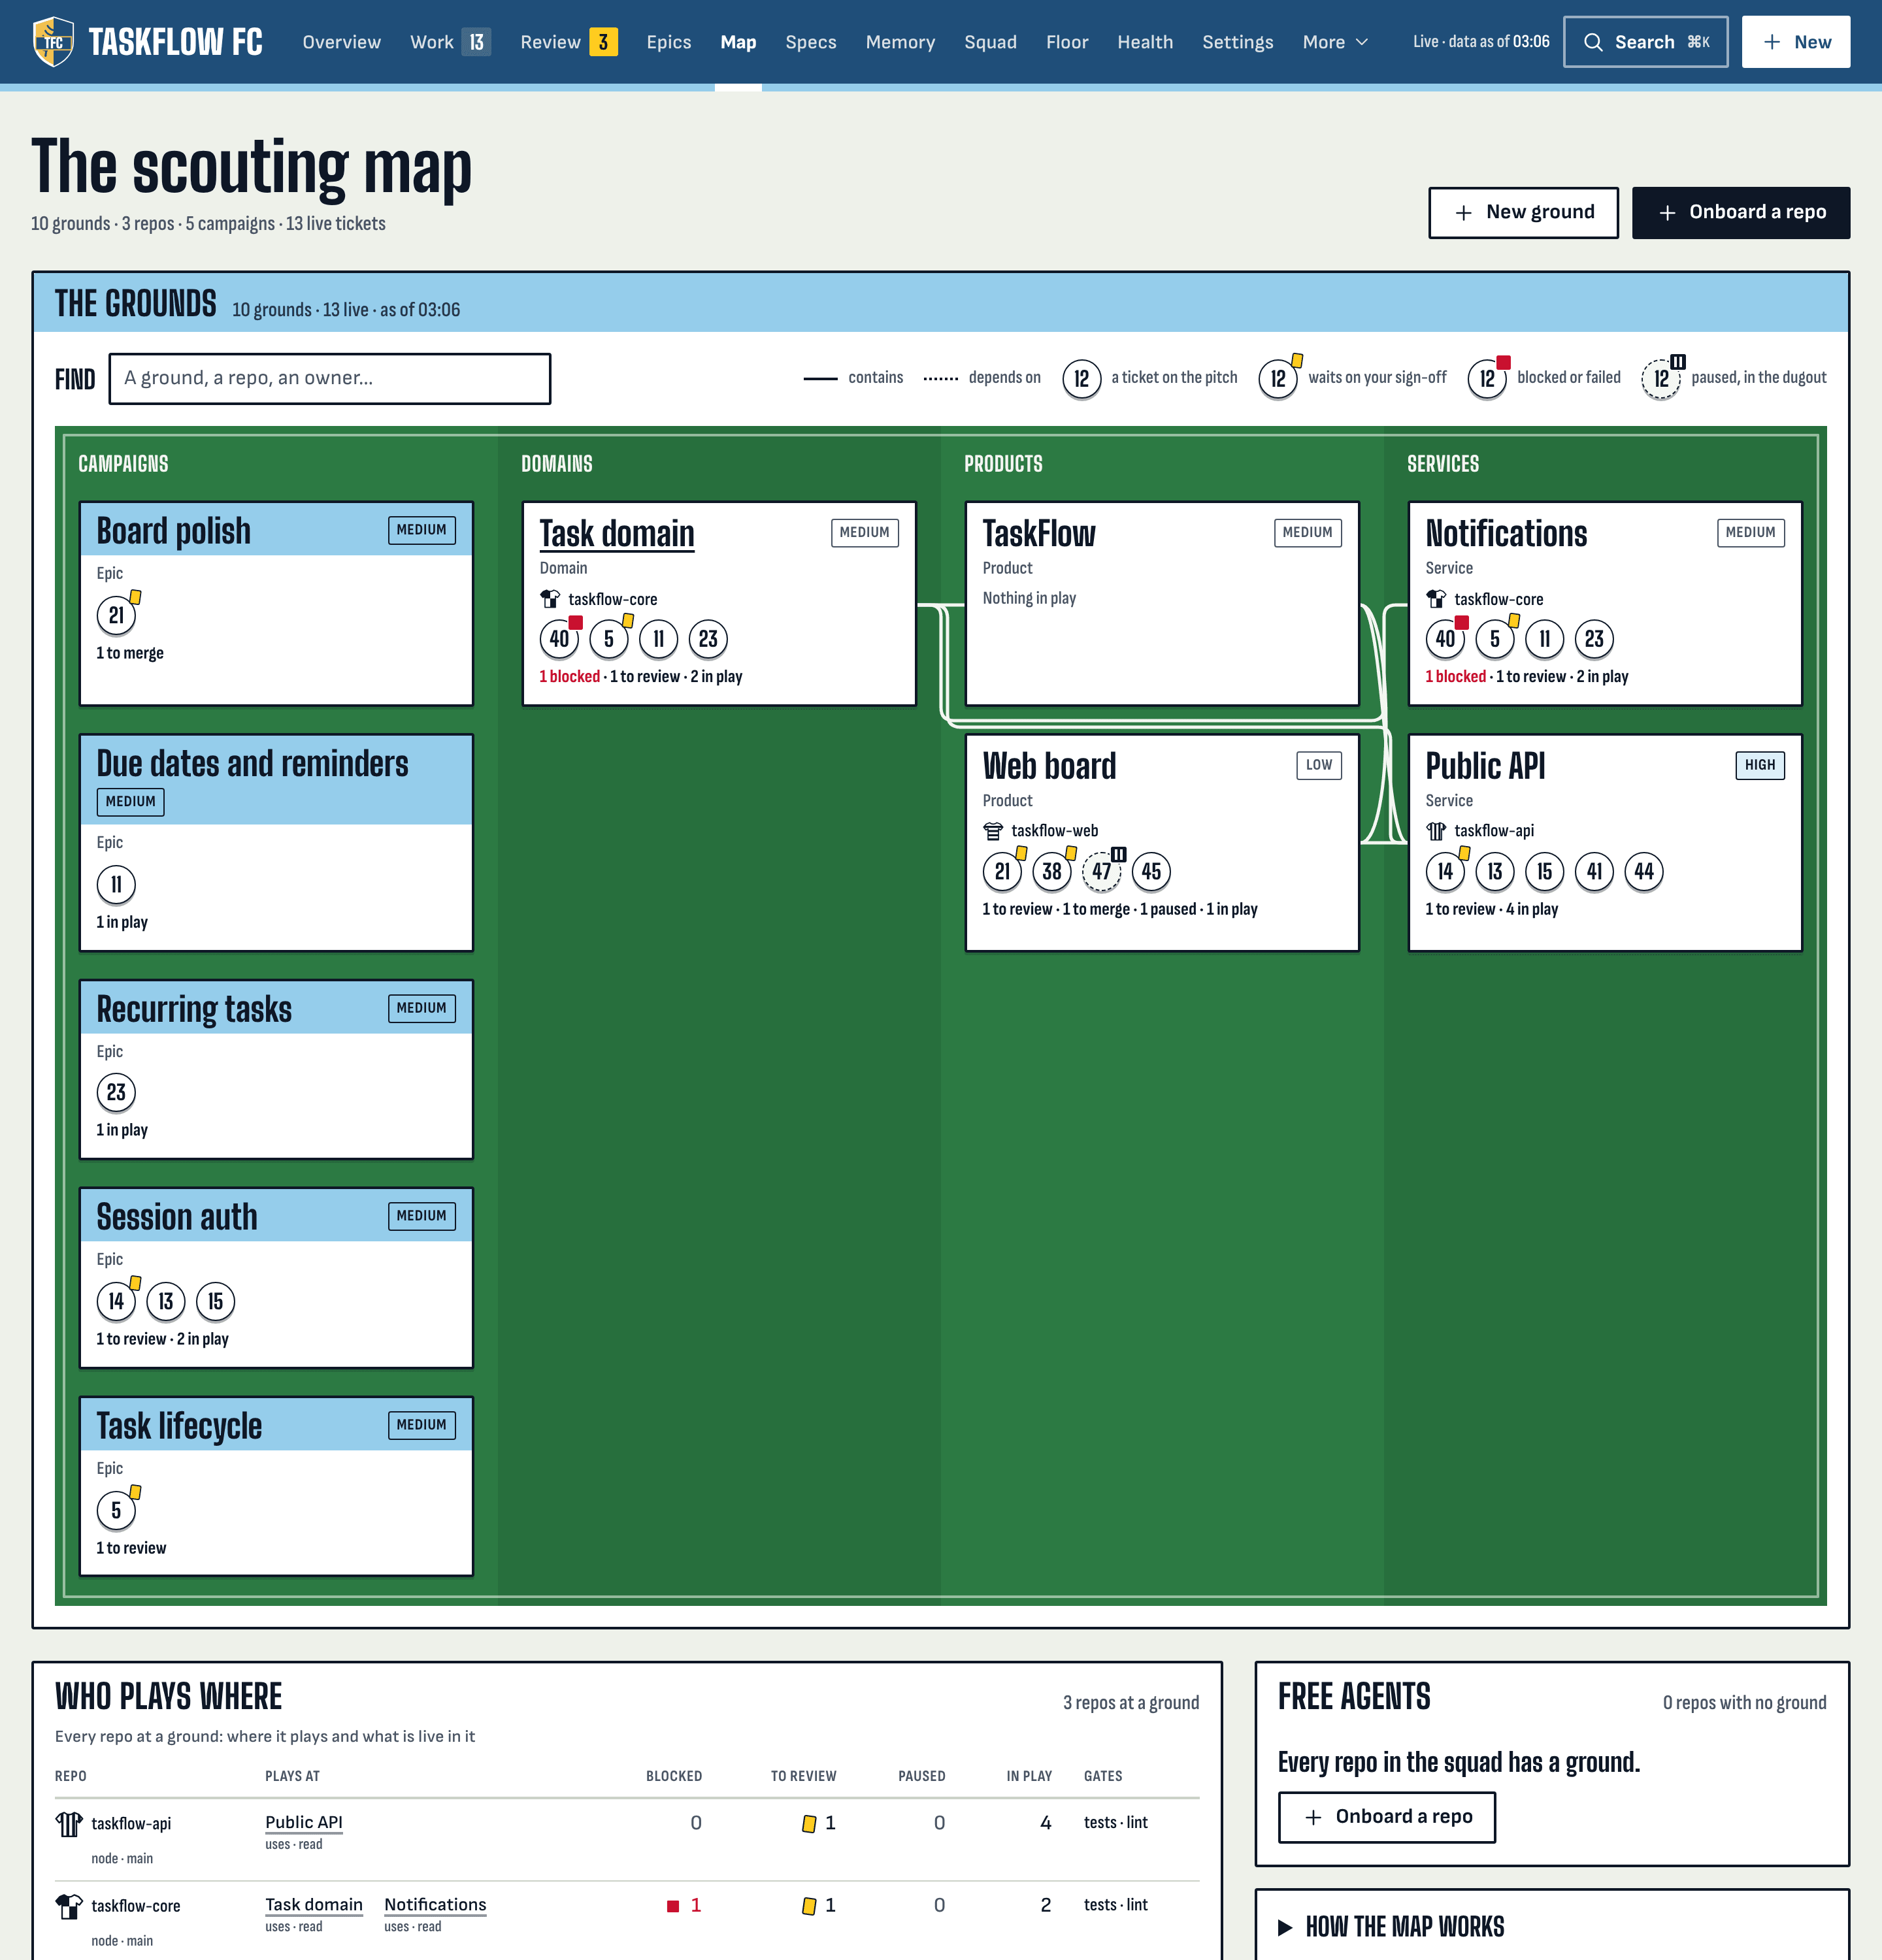 TFC TASKFLOW FC Overview Work 13 Review 3 Epics Map Specs Memory Squad Floor Health Settings More Live · data as of 03:06 Search ⌘K + New
The scouting map
10 grounds · 3 repos · 5 campaigns · 13 live tickets
+ New ground + Onboard a repo
THE GROUNDS 10 grounds · 13 live · as of 03:06
FIND A ground, a repo, an owner... contains depends on 12 a ticket on the pitch 12 waits on your sign-off 12 blocked or failed 12 paused, in the dugout
CAMPAIGNS
Board polish MEDIUM
Epic
21
1 to merge
Due dates and reminders
MEDIUM
Epic
11
1 in play
Recurring tasks MEDIUM
Epic
23
1 in play
Session auth MEDIUM
Epic
14 13 15
1 to review · 2 in play
Task lifecycle MEDIUM
Epic
5
1 to review
DOMAINS
Task domain MEDIUM
Domain
taskflow-core
40 5 11 23
1 blocked · 1 to review · 2 in play
PRODUCTS
TaskFlow MEDIUM
Product
Nothing in play
Web board LOW
Product
taskflow-web
21 38 47 45
1 to review · 1 to merge · 1 paused · 1 in play
SERVICES
Notifications MEDIUM
Service
taskflow-core
40 5 11 23
1 blocked · 1 to review · 2 in play
Public API HIGH
Service
taskflow-api
14 13 15 41 44
1 to review · 4 in play
WHO PLAYS WHERE 3 repos at a ground
Every repo at a ground: where it plays and what is live in it
REPO PLAYS AT BLOCKED TO REVIEW PAUSED IN PLAY GATES
taskflow-api Public API 0 1 0 4 tests · lint
uses · read
node · main
taskflow-core Task domain Notifications 1 1 0 2 tests · lint
uses · read uses · read
node · main
FREE AGENTS 0 repos with no ground
Every repo in the squad has a ground.
+ Onboard a repo
HOW THE MAP WORKS